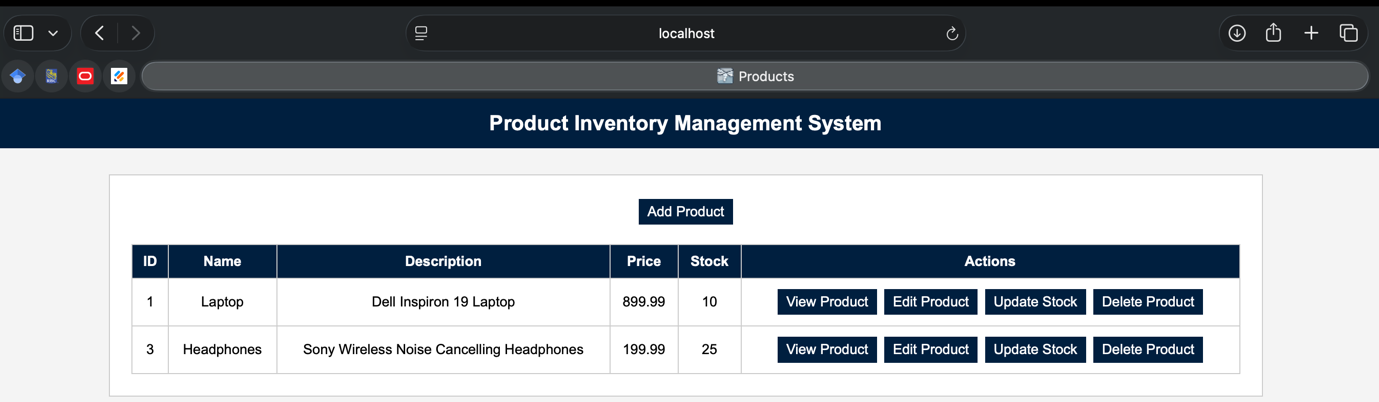 localhost
Products
Product Inventory Management System
Add Product
ID Name Description Price Stock Actions
1 Laptop Dell Inspiron 19 Laptop 899.99 10 View Product Edit Product Update Stock Delete Product
3 Headphones Sony Wireless Noise Cancelling Headphones 199.99 25 View Product Edit Product Update Stock Delete Product